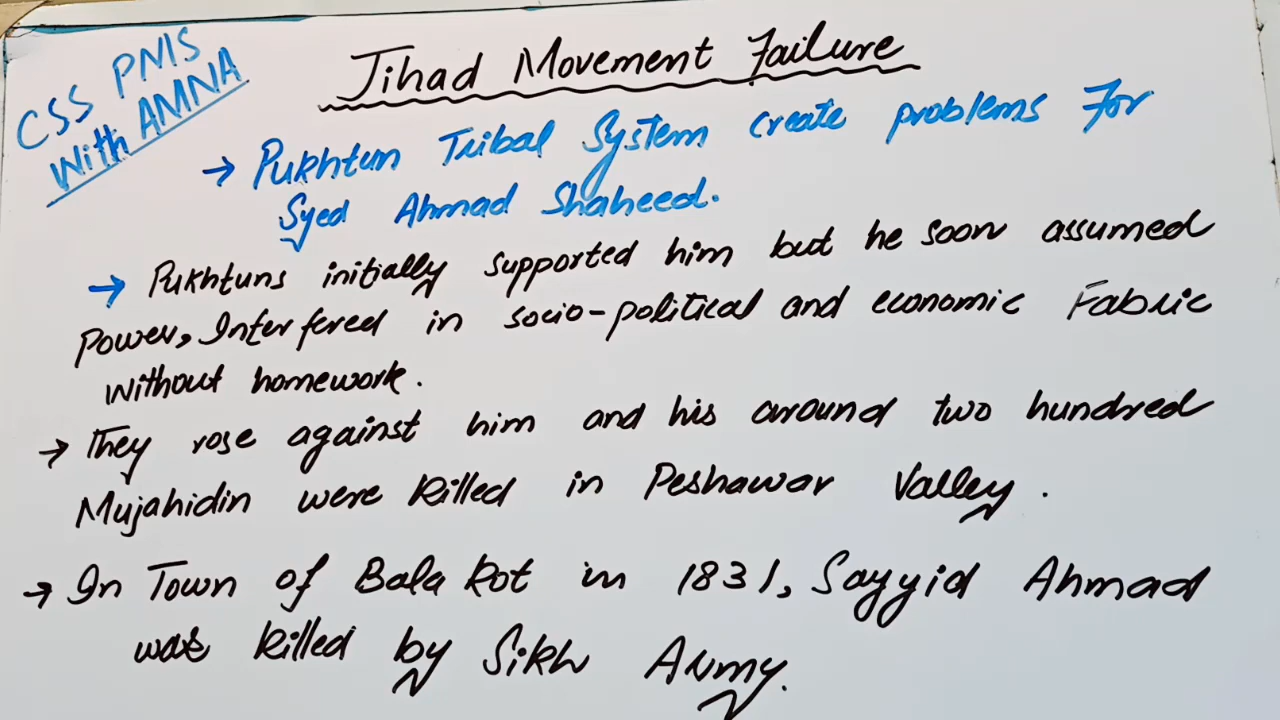 CSS PMS
With AMNA
Jihad Movement Failure
→ Pukhtun Tribal System create problems For
Syed Ahmad Shaheed.
→ Pukhtuns initially supported him but he soon assumed
power, Interfered in socio-political and economic Fabric
without homework.
→ They rose against him and his around two hundred
Mujahidin were killed in Peshawar Valley.
→ In Town of Bala kot in 1831, Sayyid Ahmad
was killed by Sikh Army.